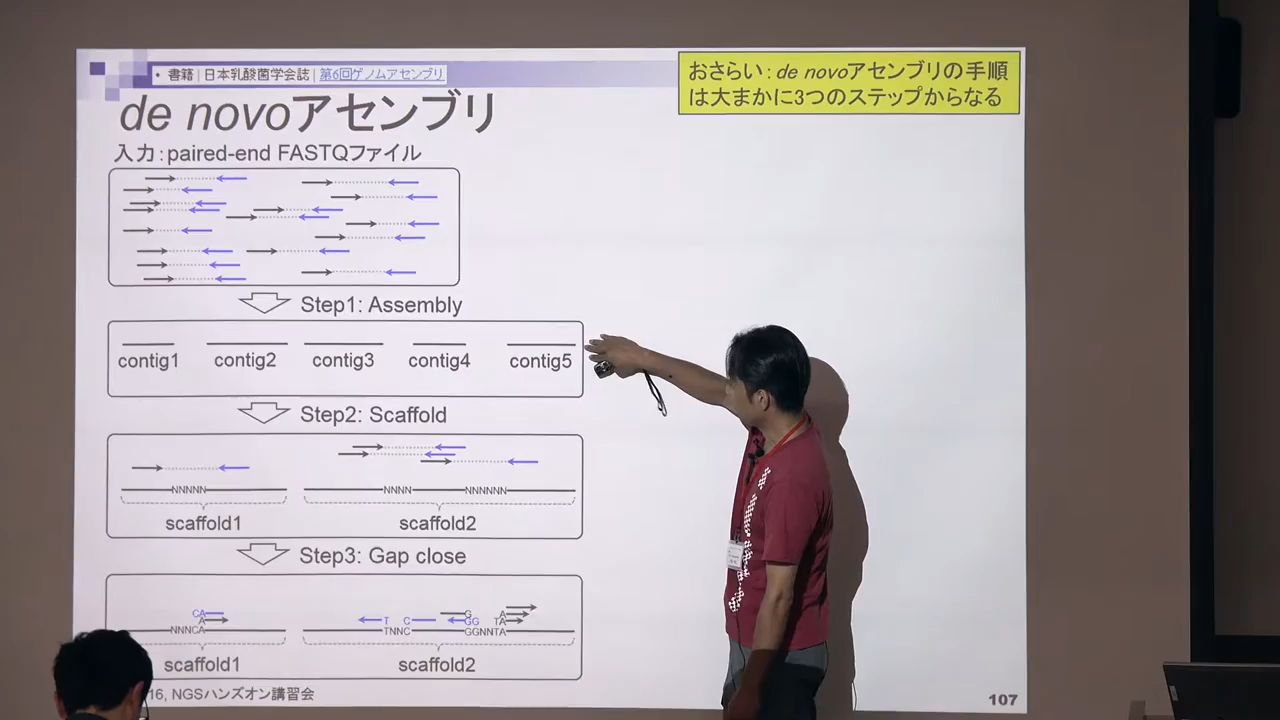 • 書籍 | 日本乳酸菌学会誌 | 第6回ゲノムアセンブリ
おさらい：de novoアセンブリの手順
は大まかに3つのステップからなる
de novoアセンブリ
入力：paired-end FASTQファイル
Step1: Assembly
contig1 contig2 contig3 contig4 contig5
Step2: Scaffold
NNNNN NNNN NNNNNN
scaffold1 scaffold2
Step3: Gap close
CA T C G A
A GG TA
NNNCA TNNC GGNNTA
scaffold1 scaffold2
16, NGSハンズオン講習会
107